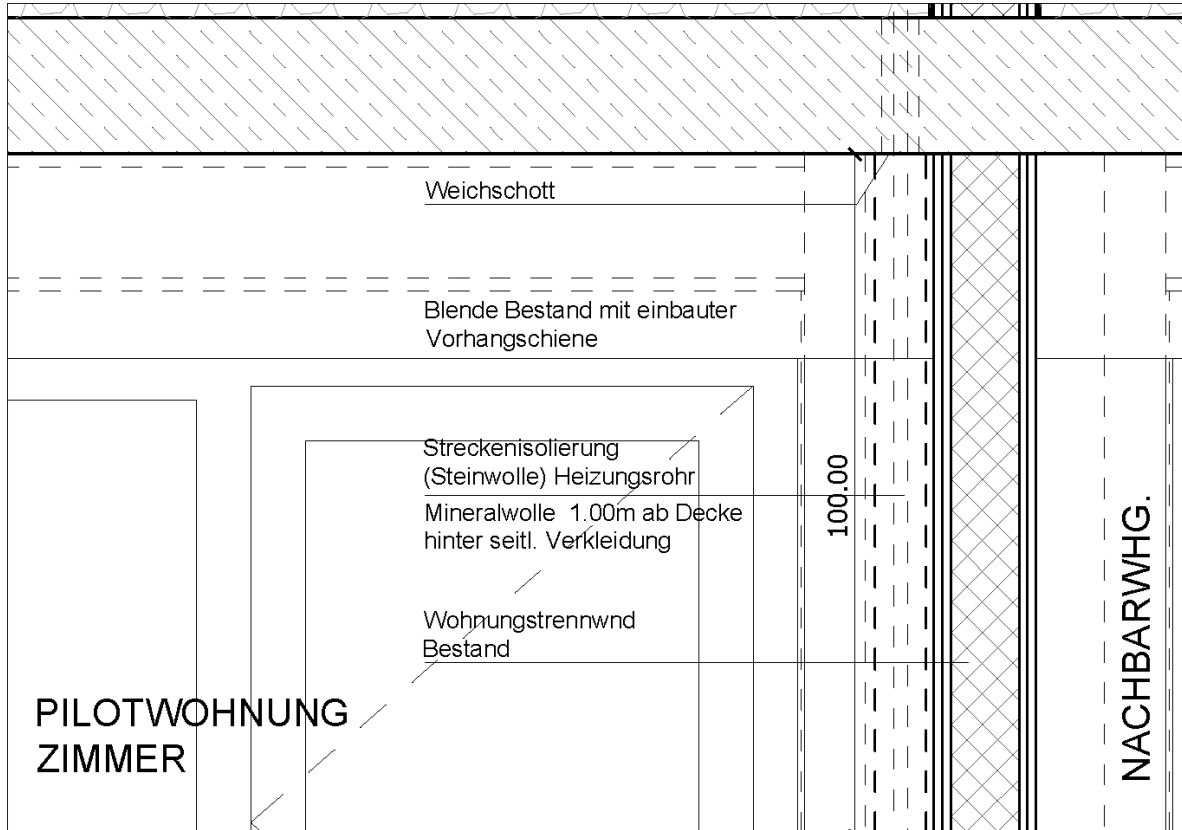 Weichschott
Blende Bestand mit einbauter
Vorhangschiene
Streckenisolierung
(Steinwolle) Heizungsrohr
Mineralwolle 1.00m ab Decke
hinter seitl. Verkleidung
100.00
Wohnungstrennwnd
Bestand
PILOTWOHNUNG
ZIMMER
NACHBARWHG.